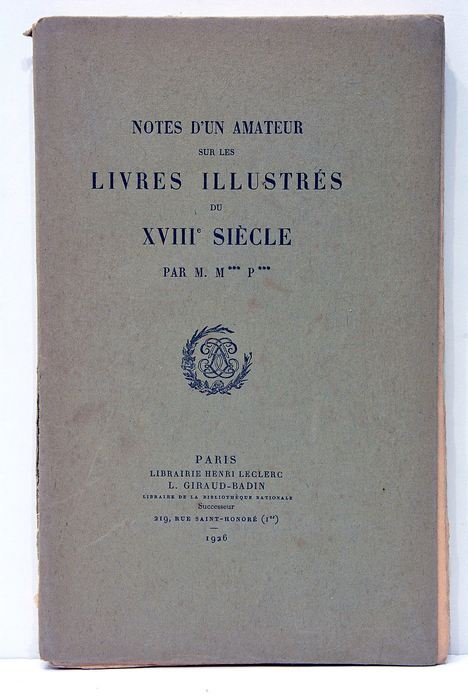 NOTES D'UN AMATEUR
SUR LES
LIVRES ILLUSTRÉS
DU
XVIIIe SIÈCLE
PAR M. M*** P***
PARIS
LIBRAIRIE HENRI LECLERC
L. GIRAUD-BADIN
LIBRAIRE DE LA BIBLIOTHÈQUE NATIONALE
Successeur
219, RUE SAINT-HONORÉ (Ier)
1926